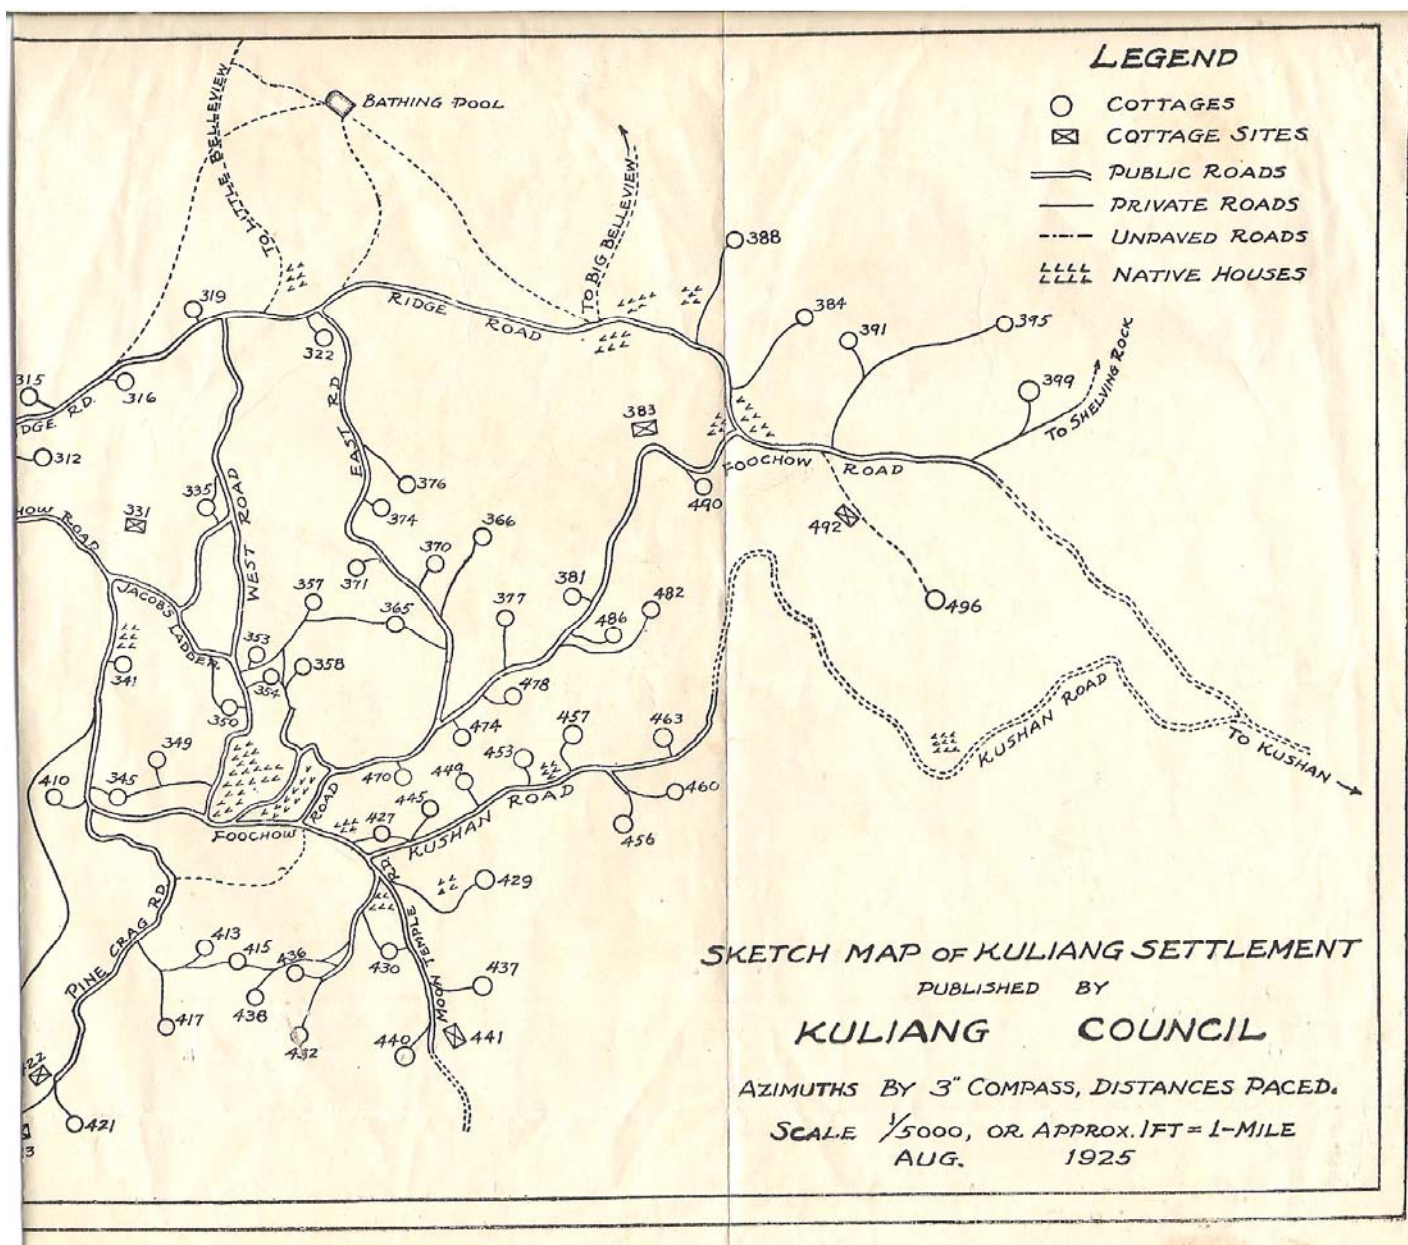 LEGEND
COTTAGES
COTTAGE SITES
PUBLIC ROADS
PRIVATE ROADS
UNPAVED ROADS
NATIVE HOUSES
BATHING POOL
TO LITTLE BELLEVIEW
TO BIG BELLEVIEW
388
319
RIDGE ROAD
384
391
395
322
399
TO SHELVING ROCK
315
316
IDGE RD.
EAST RD
383
312
FOOCHOW ROAD
376
335
WEST ROAD
490
331
374
492
HOW ROAD
366
370
371
JACOB'S LADDER
357
377
381
482
496
365
486
353
358
341
354
478
350
474
457
463
KUSHAN ROAD
TO KUSHAN
349
453
410
345
470
449
460
ROAD
445
KUSHAN ROAD
FOOCHOW
427
456
429
PINE CRAG RD.
MOON TEMPLE RD.
413
415
436
430
437
438
417
432
440
441
422
421
3
SKETCH MAP OF KULIANG SETTLEMENT
PUBLISHED BY
KULIANG COUNCIL
AZIMUTHS BY 3" COMPASS, DISTANCES PACED.
SCALE 1/5000, OR APPROX. 1FT = 1-MILE
AUG. 1925